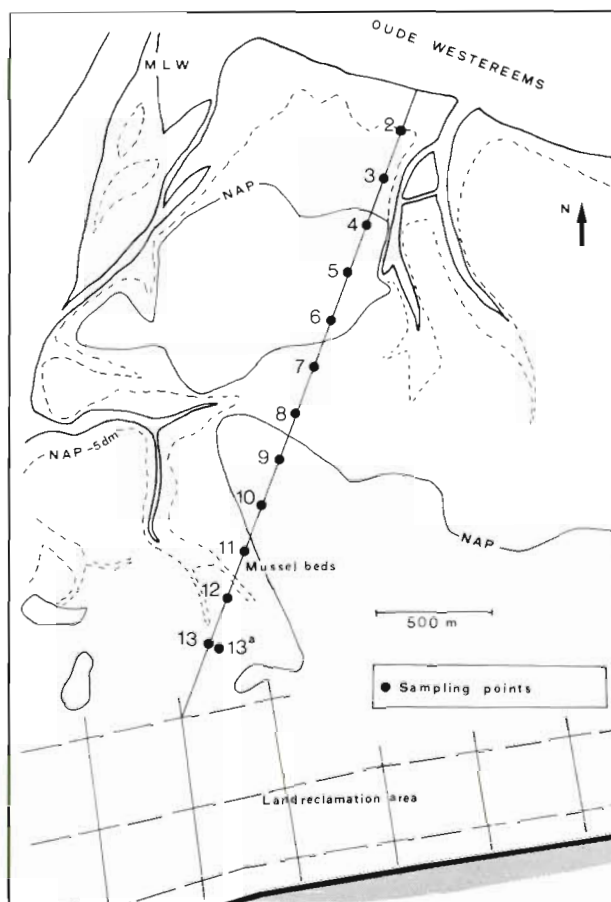 OUDE WESTEREEMS
MLW
2
3
NAP
N
4
5
6
7
8
NAP -5dm
9
10
NAP
11
Mussel beds
12
500 m
13
13a
Sampling points
Landreclamation area